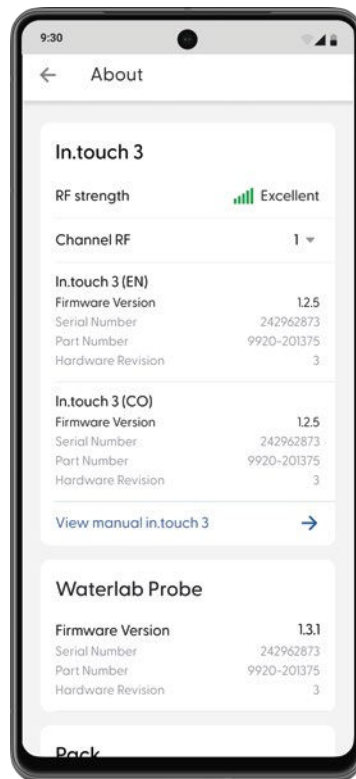 9:30
About
In.touch 3
RF strength Excellent
Channel RF 1
In.touch 3 (EN)
Firmware Version 1.2.5
Serial Number 242962873
Part Number 9920-201375
Hardware Revision 3
In.touch 3 (CO)
Firmware Version 1.2.5
Serial Number 242962873
Part Number 9920-201375
Hardware Revision 3
View manual in.touch 3
Waterlab Probe
Firmware Version 1.3.1
Serial Number 242962873
Part Number 9920-201375
Hardware Revision 3
Pack